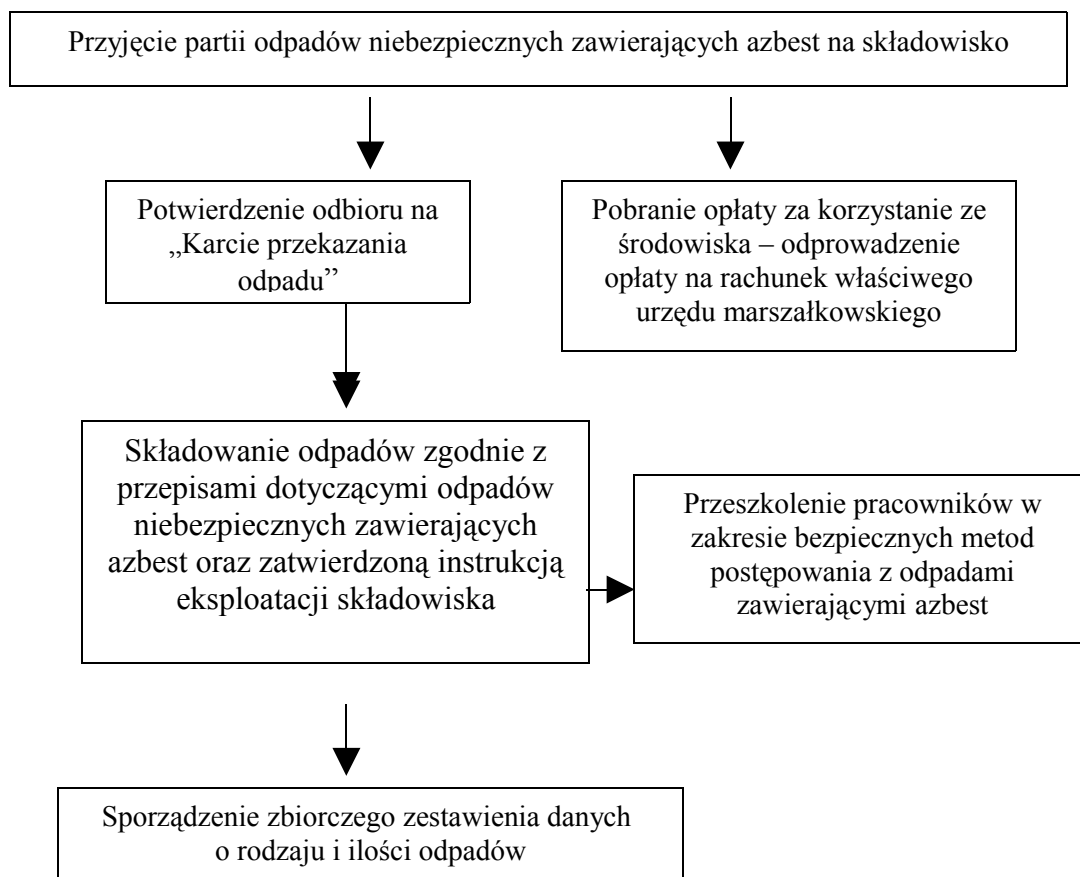 Przyjęcie partii odpadów niebezpiecznych zawierających azbest na składowisko
Potwierdzenie odbioru na
„Karcie przekazania
odpadu”
Pobranie opłaty za korzystanie ze
środowiska – odprowadzenie
opłaty na rachunek właściwego
urzędu marszałkowskiego
Składowanie odpadów zgodnie z
przepisami dotyczącymi odpadów
niebezpiecznych zawierających
azbest oraz zatwierdzoną instrukcją
eksploatacji składowiska
Przeszkolenie pracowników w
zakresie bezpiecznych metod
postępowania z odpadami
zawierającymi azbest
Sporządzenie zbiorczego zestawienia danych
o rodzaju i ilości odpadów